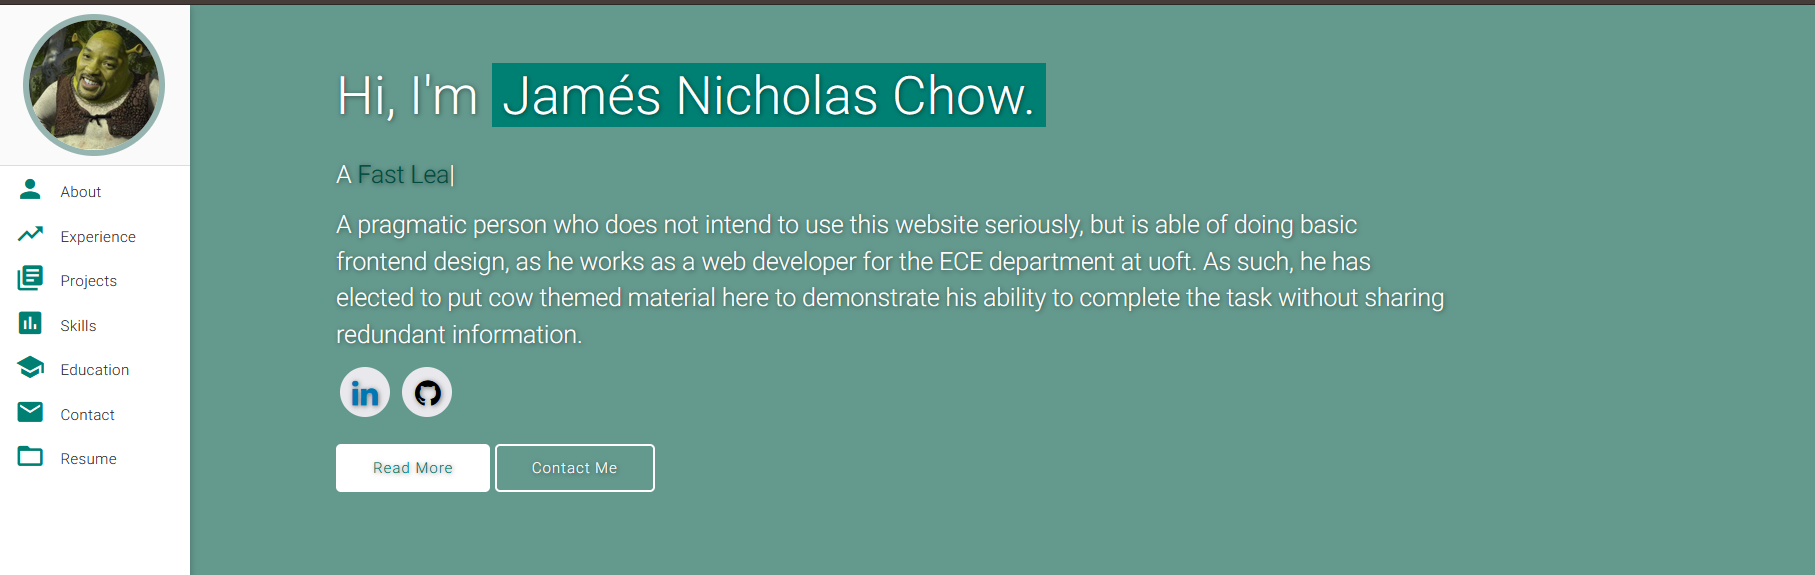 Hi, I'm Jamés Nicholas Chow.
A Fast Lea|
A pragmatic person who does not intend to use this website seriously, but is able of doing basic
frontend design, as he works as a web developer for the ECE department at uoft. As such, he has
elected to put cow themed material here to demonstrate his ability to complete the task without sharing
redundant information.
in
Read More
Contact Me
About
Experience
Projects
Skills
Education
Contact
Resume